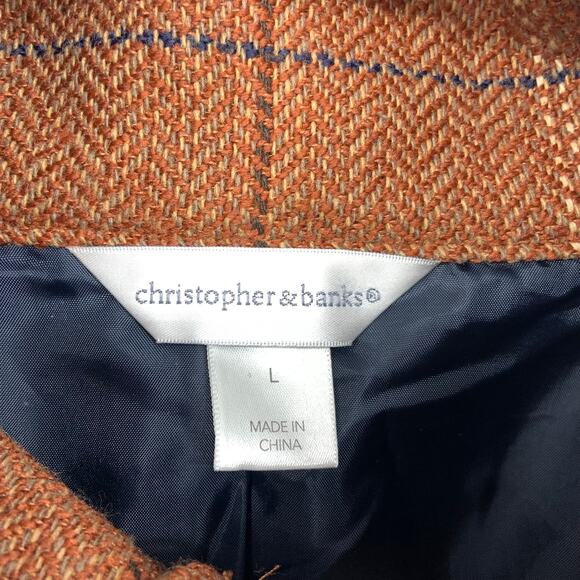 christopher & banks®
L
MADE IN
CHINA